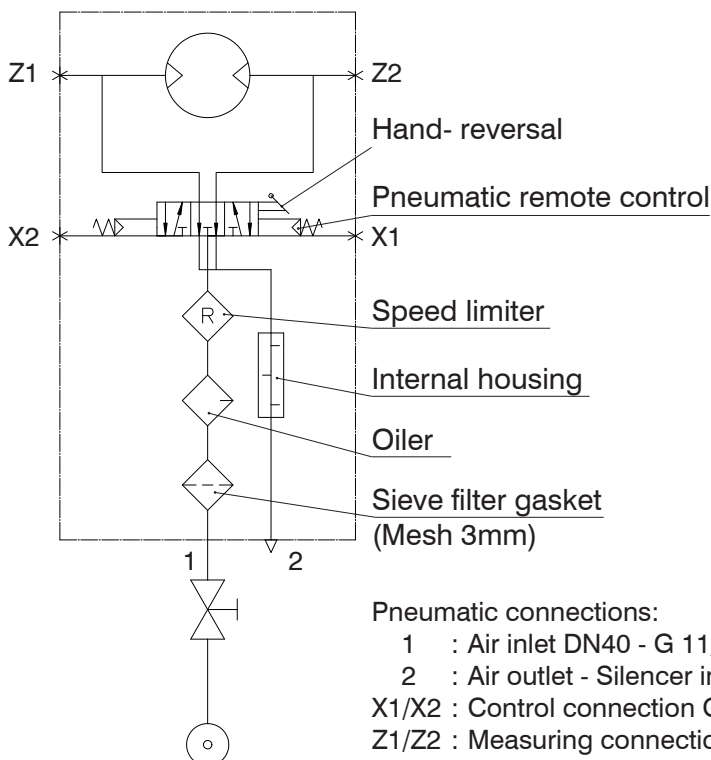 Z1
Z2
Hand- reversal
Pneumatic remote control
X2
X1
R
Speed limiter
Internal housing
Oiler
Sieve filter gasket
(Mesh 3mm)
1
2
Pneumatic connections:
1 : Air inlet DN40 - G 11
2 : Air outlet - Silencer
X1/X2 : Control connection
Z1/Z2 : Measuring